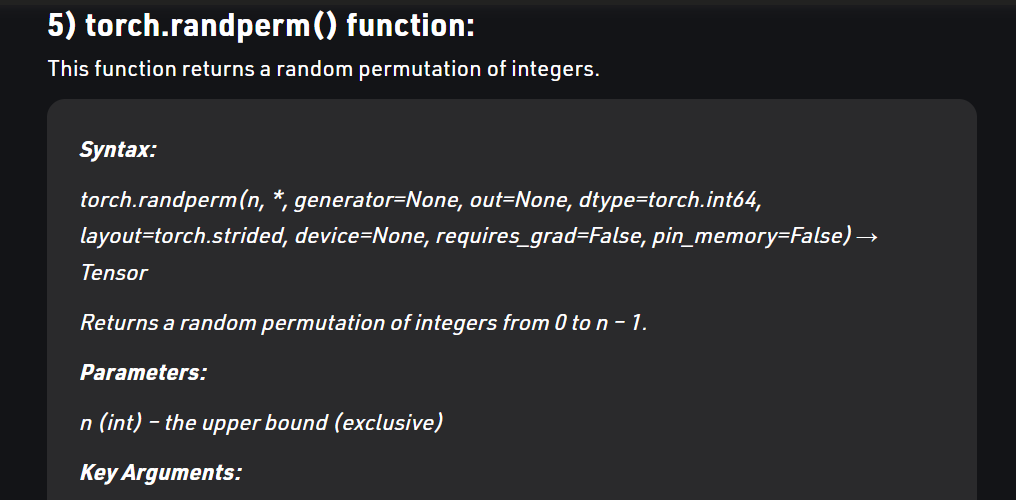 5) torch.randperm() function:
This function returns a random permutation of integers.
Syntax:
torch.randperm(n, *, generator=None, out=None, dtype=torch.int64,
layout=torch.strided, device=None, requires_grad=False, pin_memory=False) →
Tensor
Returns a random permutation of integers from 0 to n – 1.
Parameters:
n (int) – the upper bound (exclusive)
Key Arguments: